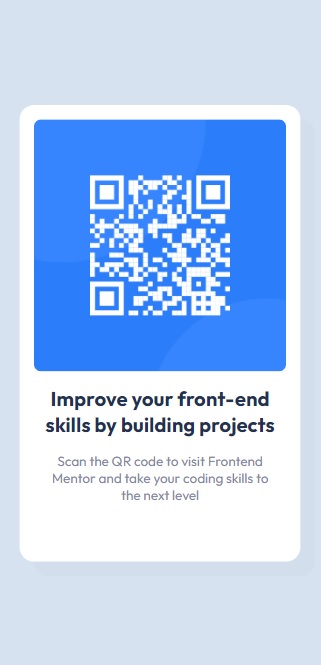 Improve your front-end
skills by building projects
Scan the QR code to visit Frontend
Mentor and take your coding skills to
the next level